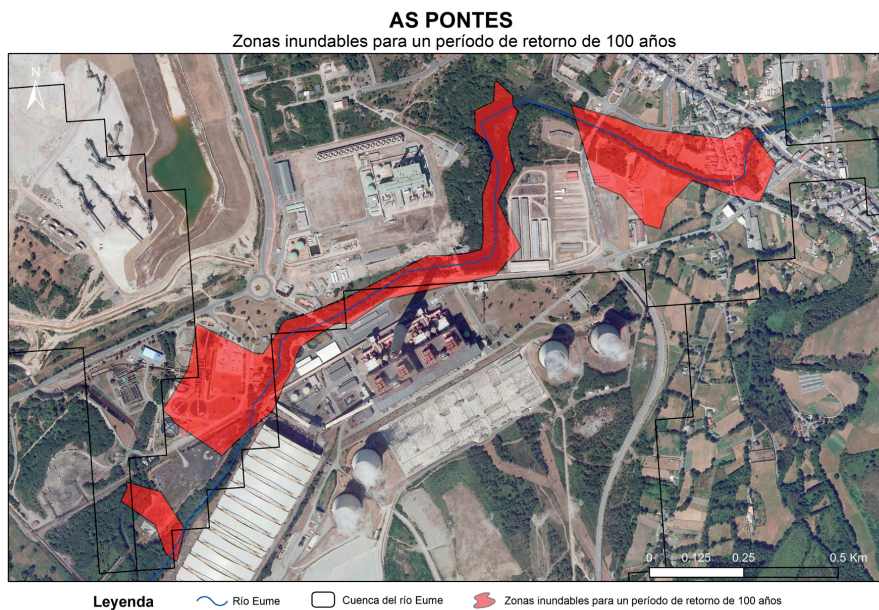 AS PONTES
Zonas inundables para un período de retorno de 100 años
N
0 0.125 0.25 0.5 Km
Leyenda Río Eume Cuenca del río Eume Zonas inundables para un período de retorno de 100 años